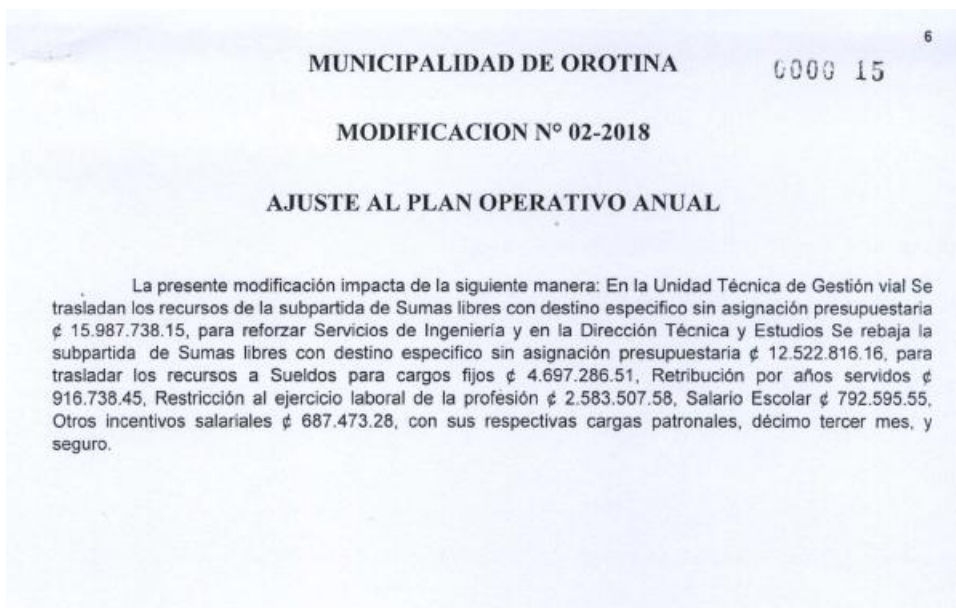 6
MUNICIPALIDAD DE OROTINA
0000 15
MODIFICACION Nº 02-2018
AJUSTE AL PLAN OPERATIVO ANUAL
La presente modificación impacta de la siguiente manera: En la Unidad Técnica de Gestión vial Se
trasladan los recursos de la subpartida de Sumas libres con destino especifico sin asignación presupuestaria
₡ 15.987.738.15, para reforzar Servicios de Ingeniería y en la Dirección Técnica y Estudios Se rebaja la
subpartida de Sumas libres con destino especifico sin asignación presupuestaria ₡ 12.522.816.16, para
trasladar los recursos a Sueldos para cargos fijos ₡ 4.697.286.51, Retribución por años servidos ₡
916.738.45, Restricción al ejercicio laboral de la profesión ₡ 2.583.507.58, Salario Escolar ₡ 792.595.55,
Otros incentivos salariales ₡ 687.473.28, con sus respectivas cargas patronales, décimo tercer mes, y
seguro.